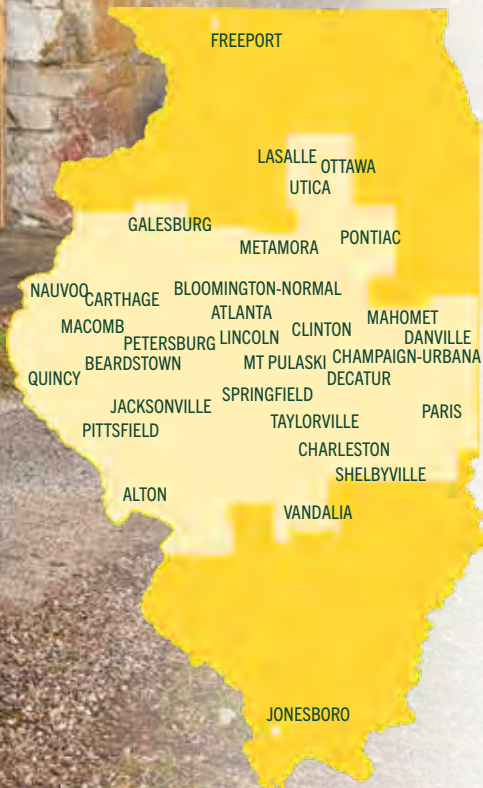 FREEPORT
LASALLE
OTTAWA
UTICA
GALESBURG
METAMORA
PONTIAC
NAUVOO
CARTHAGE
BLOOMINGTON-NORMAL
ATLANTA
MACOMB
PETERSBURG
LINCOLN
CLINTON
MAHOMET
DANVILLE
BEARDSTOWN
MT PULASKI
CHAMPAIGN-URBANA
QUINCY
DECATUR
JACKSONVILLE
SPRINGFIELD
PARIS
PITTSFIELD
TAYLORVILLE
CHARLESTON
SHELBYVILLE
ALTON
VANDALIA
JONESBORO